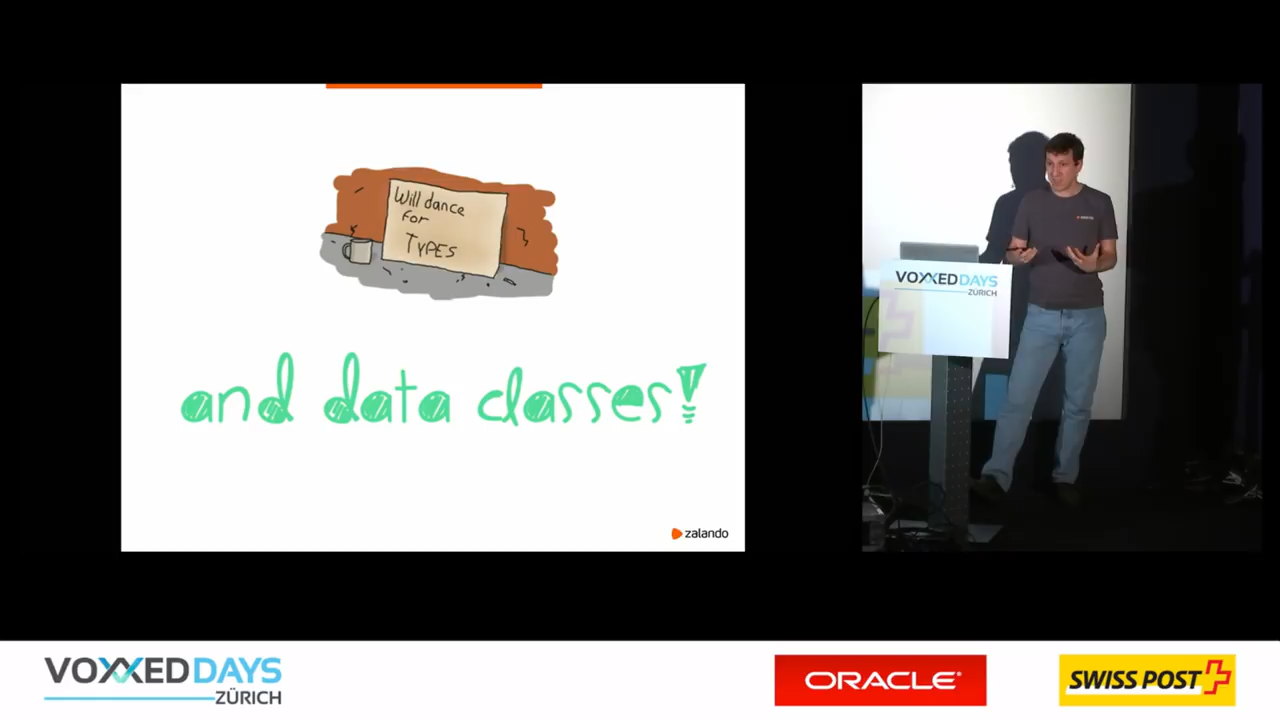 Will dance
for
TYPES
and data classes!
zalando
VOXXED DAYS
ZÜRICH
VOXXED DAYS
ZÜRICH
ORACLE
SWISS POST